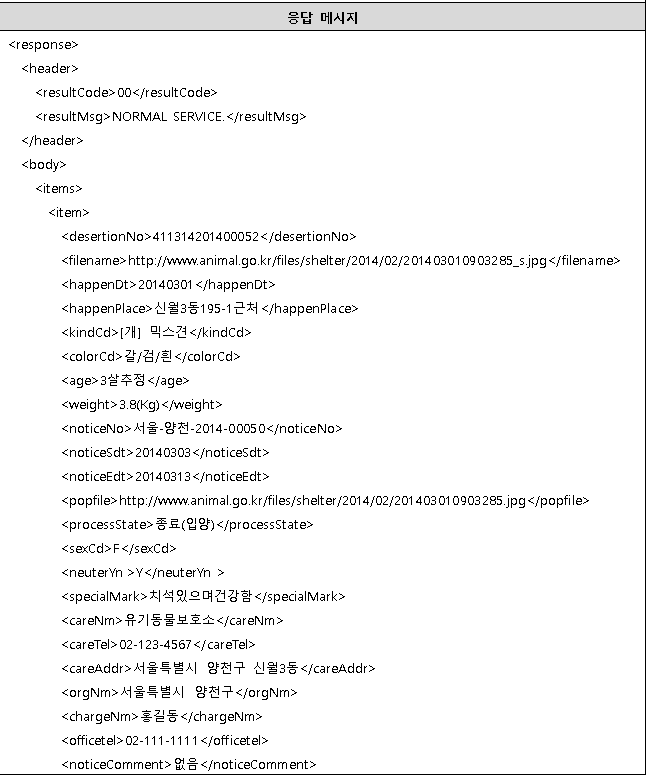 응답 메시지
<response>
<header>
<resultCode>00</resultCode>
<resultMsg>NORMAL SERVICE.</resultMsg>
</header>
<body>
<items>
<item>
<desertionNo>411314201400052</desertionNo>
<filename>http://www.animal.go.kr/files/shelter/2014/02/201403010903285_s.jpg</filename>
<happenDt>20140301</happenDt>
<happenPlace>신월3동195-1근처</happenPlace>
<kindCd>[개] 믹스견</kindCd>
<colorCd>갈/검/흰</colorCd>
<age>3살추정</age>
<weight>3.8(Kg)</weight>
<noticeNo>서울-양천-2014-00050</noticeNo>
<noticeSdt>20140303</noticeSdt>
<noticeEdt>20140313</noticeEdt>
<popfile>http://www.animal.go.kr/files/shelter/2014/02/201403010903285.jpg</popfile>
<processState>종료(입양)</processState>
<sexCd>F</sexCd>
<neuterYn >Y</neuterYn >
<specialMark>치석있으며건강함</specialMark>
<careNm>유기동물보호소</careNm>
<careTel>02-123-4567</careTel>
<careAddr>서울특별시 양천구 신월3동</careAddr>
<orgNm>서울특별시 양천구</orgNm>
<chargeNm>홍길동</chargeNm>
<officetel>02-111-1111</officetel>
<noticeComment>없음</noticeComment>